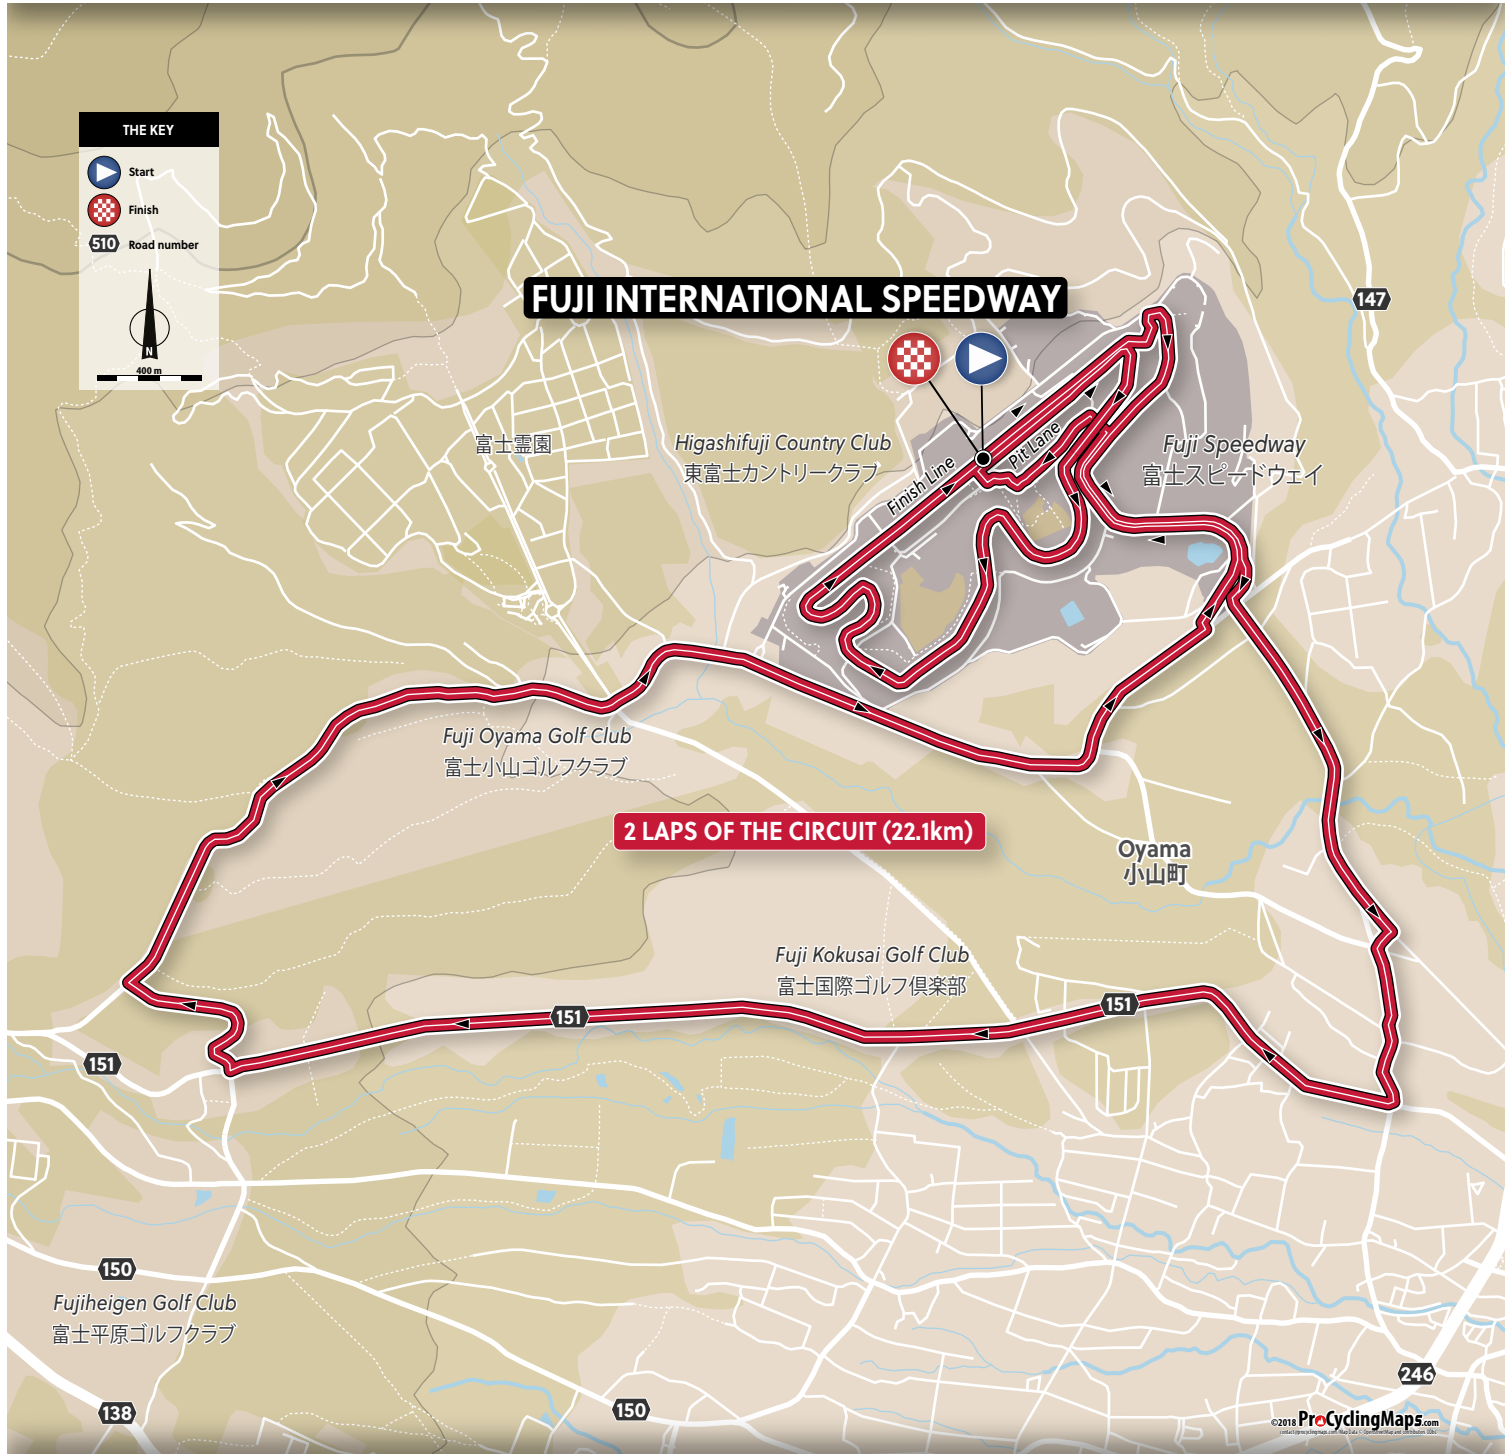 THE KEY
Start
Finish
510 Road number
N
400 m
FUJI INTERNATIONAL SPEEDWAY
147
富士霊園
Higashifuji Country Club
東富士カントリークラブ
Finish Line
Pit Lane
Fuji Speedway
富士スピードウェイ
Fuji Oyama Golf Club
富士小山ゴルフクラブ
2 LAPS OF THE CIRCUIT (22.1km)
Oyama
小山町
Fuji Kokusai Golf Club
富士国際ゴルフ倶楽部
151
151
151
150
Fujiheigen Golf Club
富士平原ゴルフクラブ
138
150
246
©2018 ProCyclingMaps.com